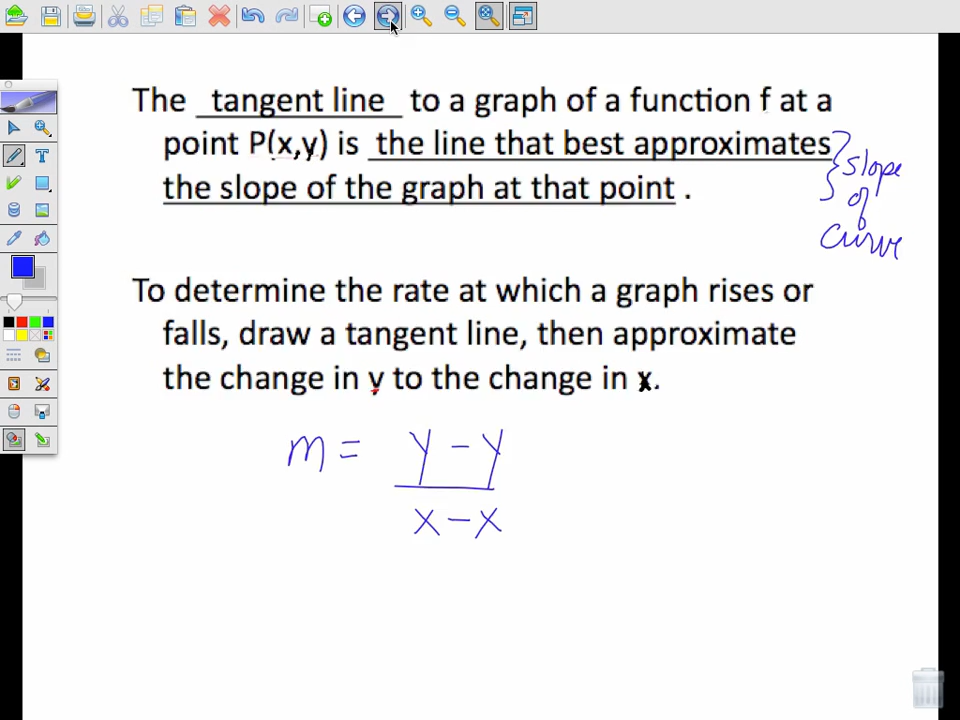 The tangent line to a graph of a function f at a
point P(x,y) is the line that best approximates
the slope of the graph at that point .
} slope
of
curve
To determine the rate at which a graph rises or
falls, draw a tangent line, then approximate
the change in y to the change in x.
m = y - y
x - x